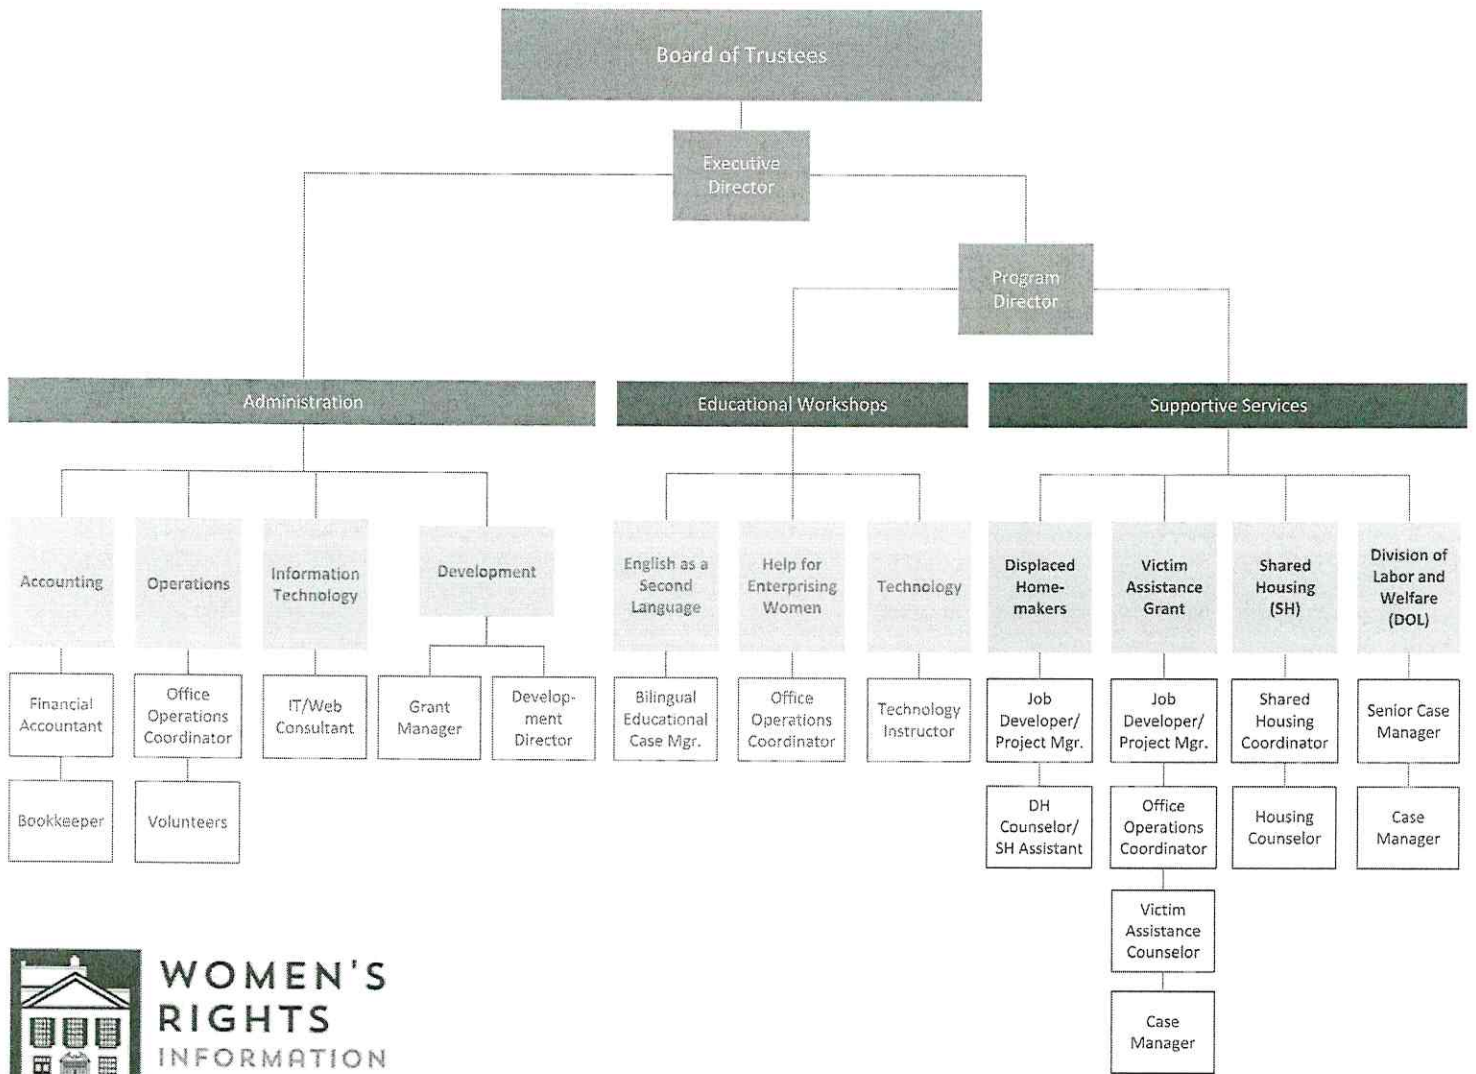 Board of Trustees
Executive
Director
Program
Director
Administration
Educational Workshops
Supportive Services
Accounting
Operations
Information
Technology
Development
English as a
Second
Language
Help for
Enterprising
Women
Technology
Displaced
Home-
makers
Victim
Assistance
Grant
Shared
Housing
(SH)
Division of
Labor and
Welfare
(DOL)
Financial
Accountant
Office
Operations
Coordinator
IT/Web
Consultant
Grant
Manager
Develop-
ment
Director
Bilingual
Educational
Case Mgr.
Office
Operations
Coordinator
Technology
Instructor
Job
Developer/
Project Mgr.
Job
Developer/
Project Mgr.
Shared
Housing
Coordinator
Senior Case
Manager
Bookkeeper
Volunteers
DH
Counselor/
SH Assistant
Office
Operations
Coordinator
Housing
Counselor
Case
Manager
Victim
Assistance
Counselor
Case
Manager
WOMEN'S
RIGHTS
INFORMATION